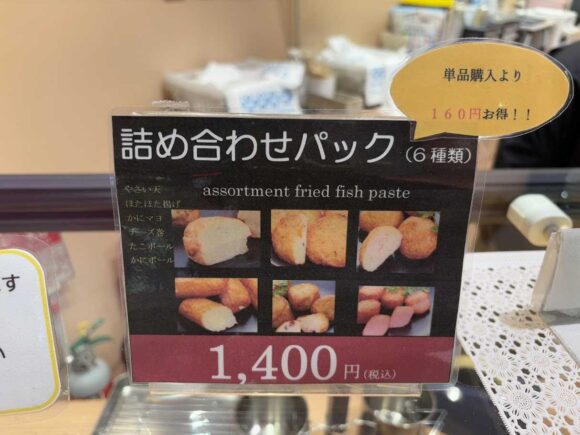 単品購入より
160円お得!!
詰め合わせパック(6種類)
assortment fried fish paste
やさい天
ほたほた揚げ
かにマヨ
チーズ巻
たこボール
かにボール
1,400円(税込)
す
い